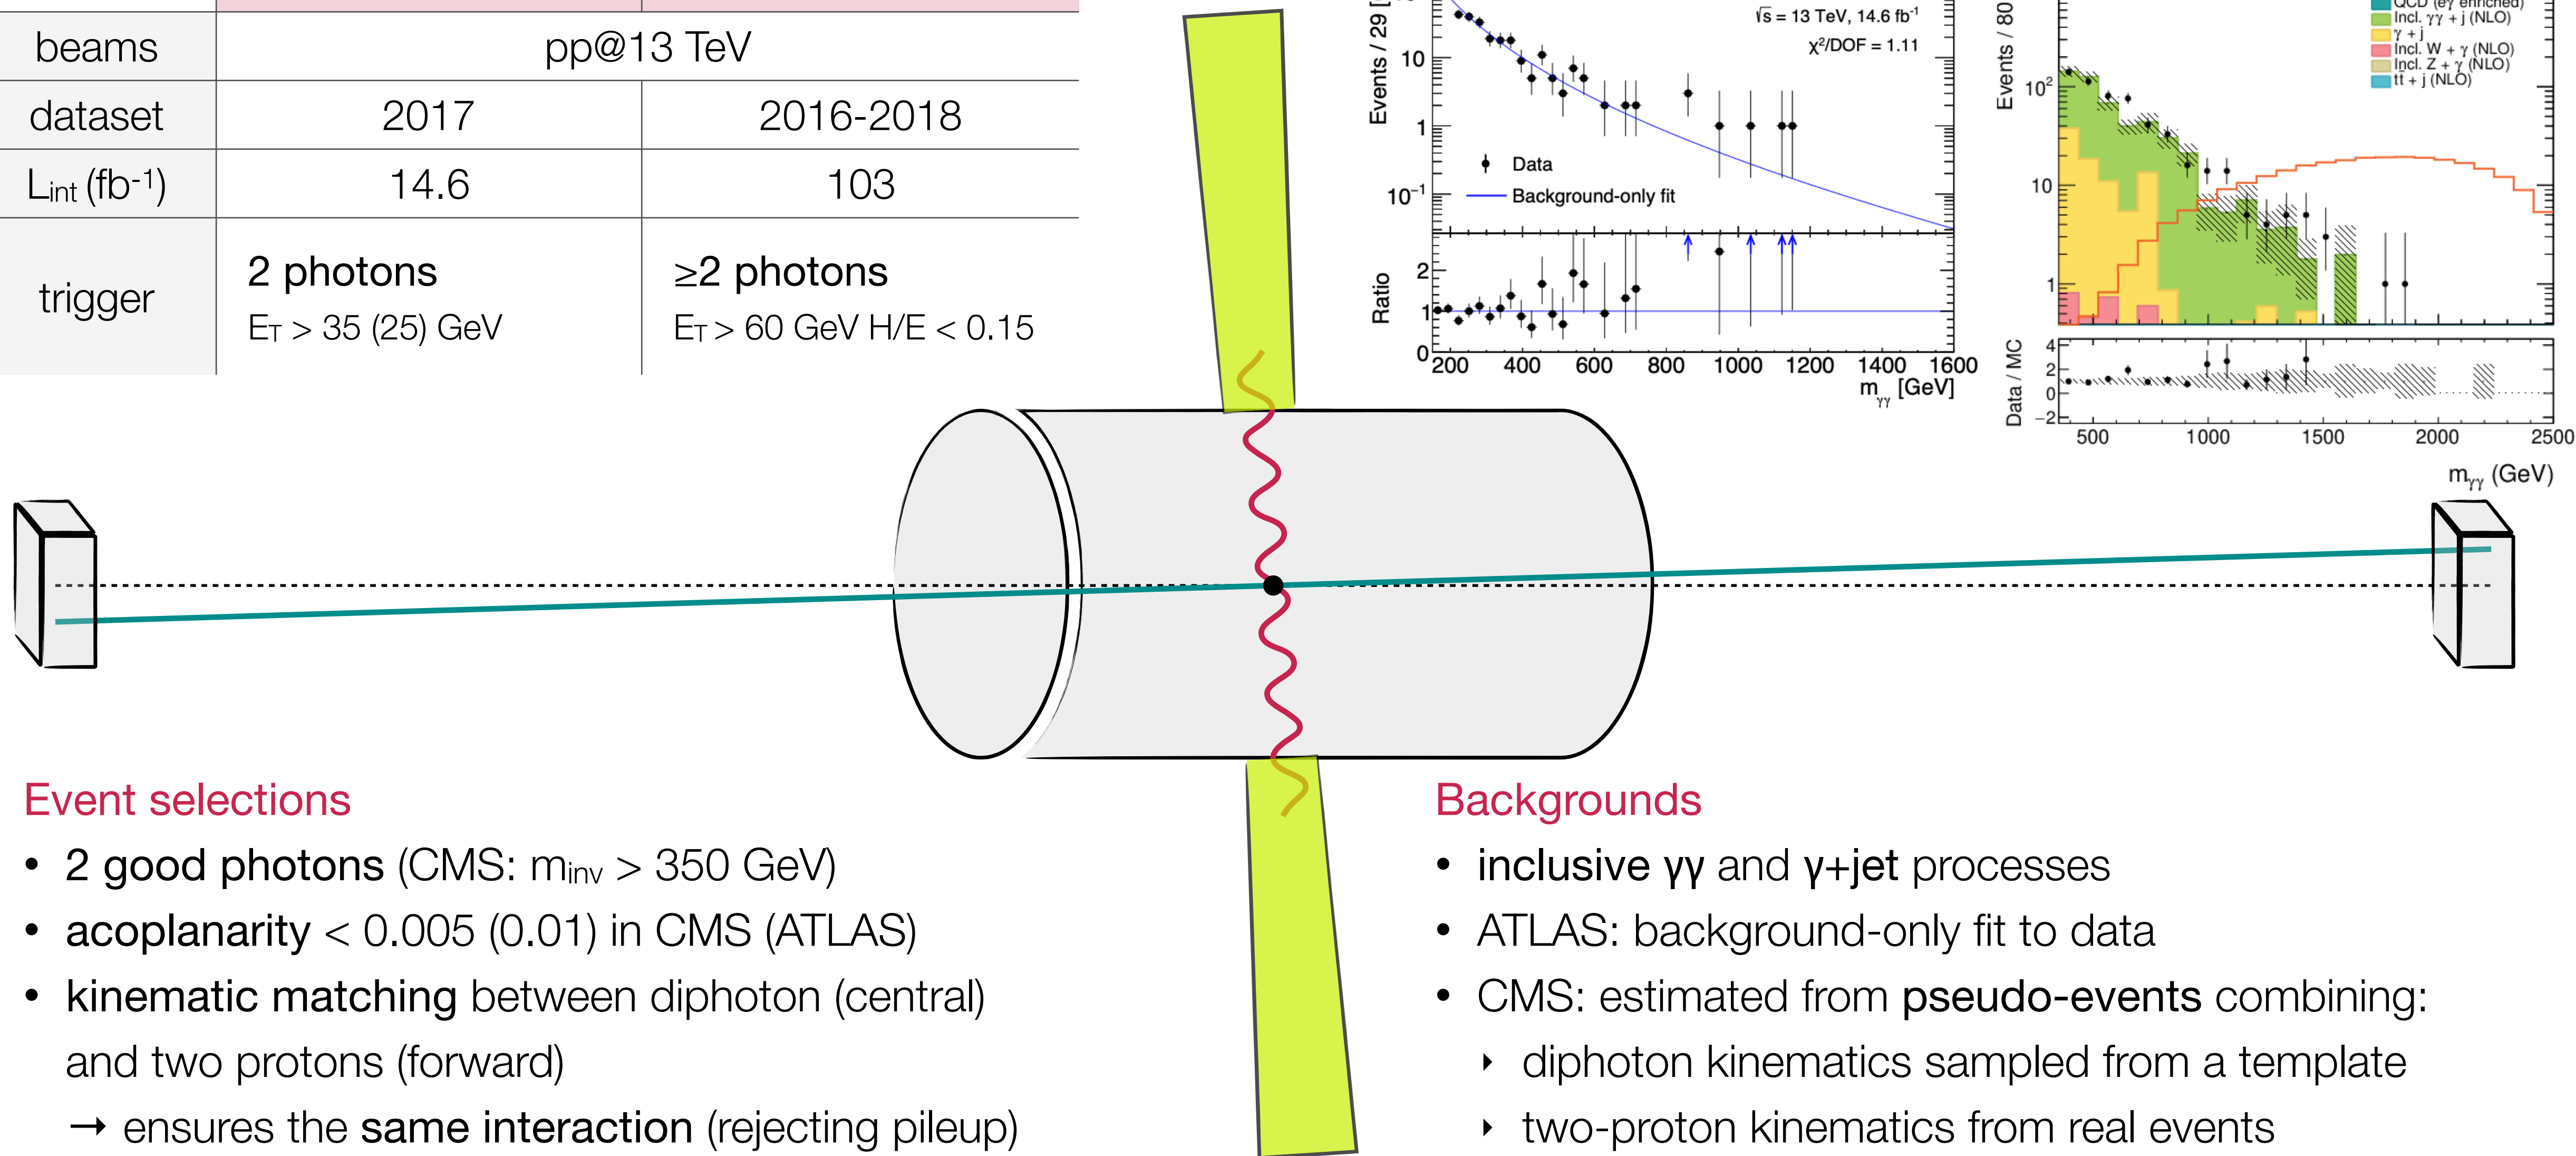 beams
pp@13 TeV
dataset
2017
2016-2018
Lint (fb-1)
14.6
103
trigger
2 photons
ET > 35 (25) GeV
≥2 photons
ET > 60 GeV H/E < 0.15
Events / 29
√s = 13 TeV, 14.6 fb-1
χ²/DOF = 1.11
10
1
10−1
Data
Background-only fit
Ratio
2
1
0
200 400 600 800 1000 1200 1400 1600
mγγ [GeV]
Events / 80
QCD (eγ enriched)
Incl. γγ + j (NLO)
γ + j
Incl. W + γ (NLO)
Incl. Z + γ (NLO)
tt̄ + j (NLO)
10²
10
1
Data / MC
4
2
0
−2
500 1000 1500 2000 2500
mγγ (GeV)
Event selections
• 2 good photons (CMS: minv > 350 GeV)
• acoplanarity < 0.005 (0.01) in CMS (ATLAS)
• kinematic matching between diphoton (central)
and two protons (forward)
→ ensures the same interaction (rejecting pileup)
Backgrounds
• inclusive γγ and γ+jet processes
• ATLAS: background-only fit to data
• CMS: estimated from pseudo-events combining:
‣ diphoton kinematics sampled from a template
‣ two-proton kinematics from real events